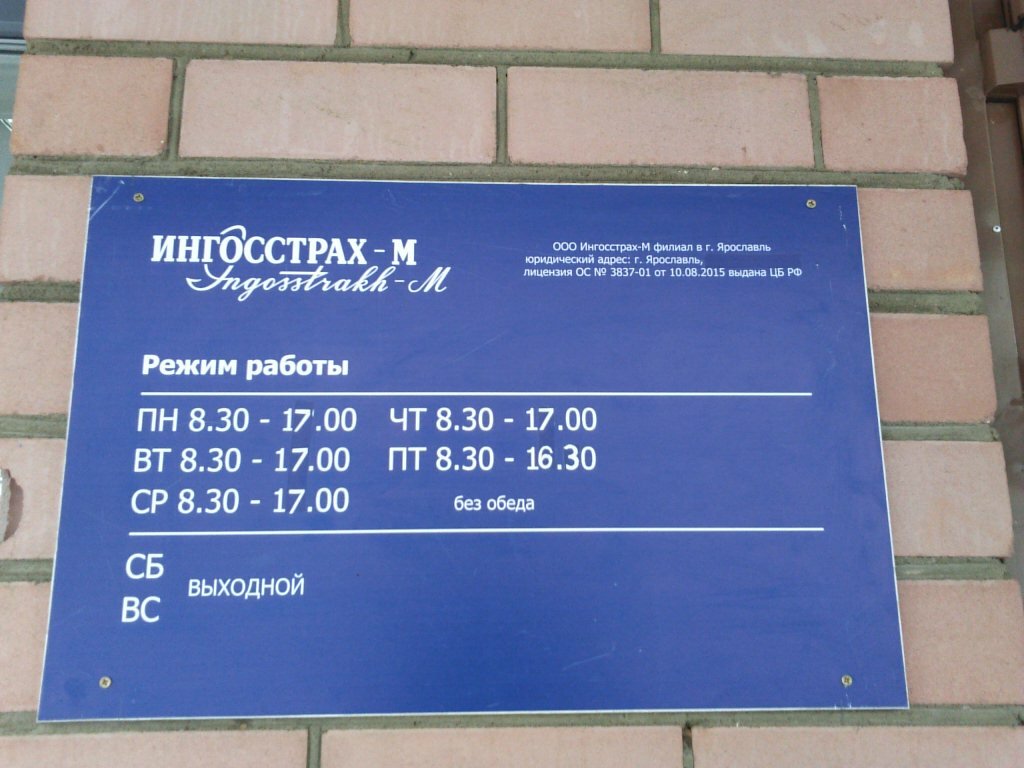 ИНГОССТРАХ - М
Ingosstrakh - M
ООО Ингосстрах-М филиал в г. Ярославль
юридический адрес: г. Ярославль,
лицензия ОС № 3837-01 от 10.08.2015 выдана ЦБ РФ
Режим работы
ПН 8.30 - 17.00 ЧТ 8.30 - 17.00
ВТ 8.30 - 17.00 ПТ 8.30 - 16.30
СР 8.30 - 17.00 без обеда
СБ
ВЫХОДНОЙ
ВС